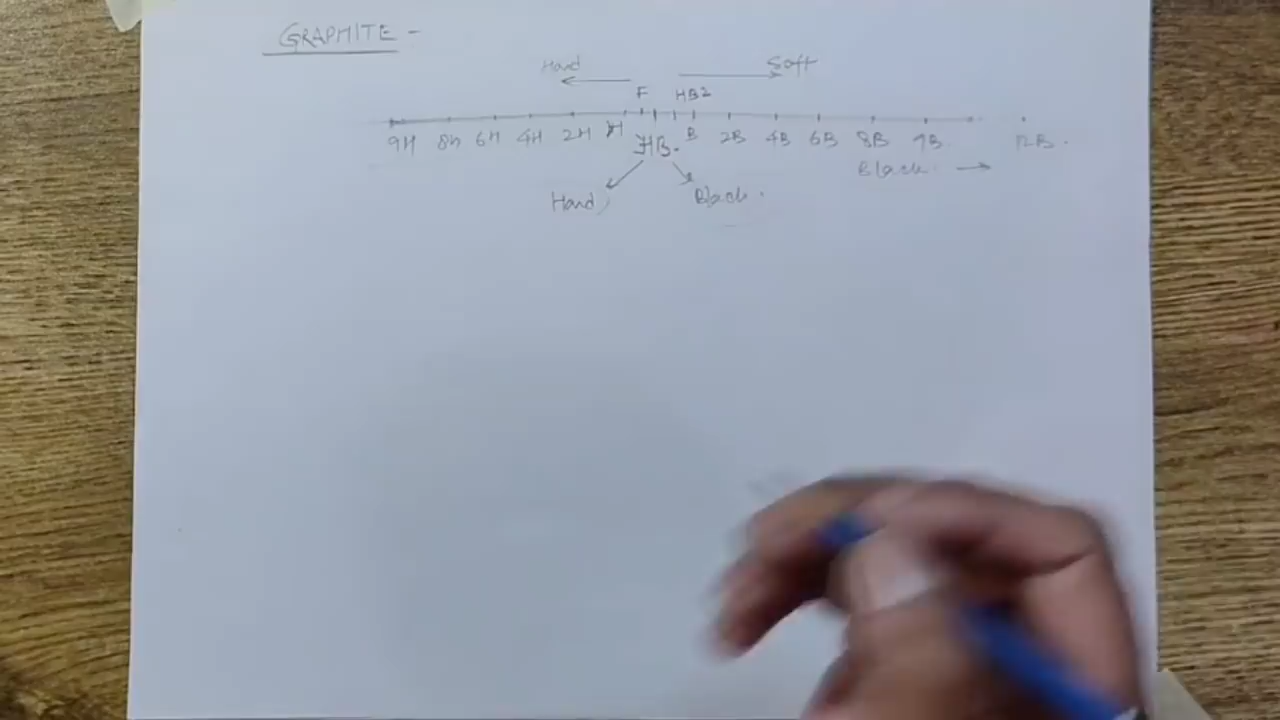 GRAPHITE -
Hard Soft
F HB2
9H 8H 6H 4H 2H H HB. B 2B 4B 6B 8B 9B 12B.
Black.
Hard, Black.